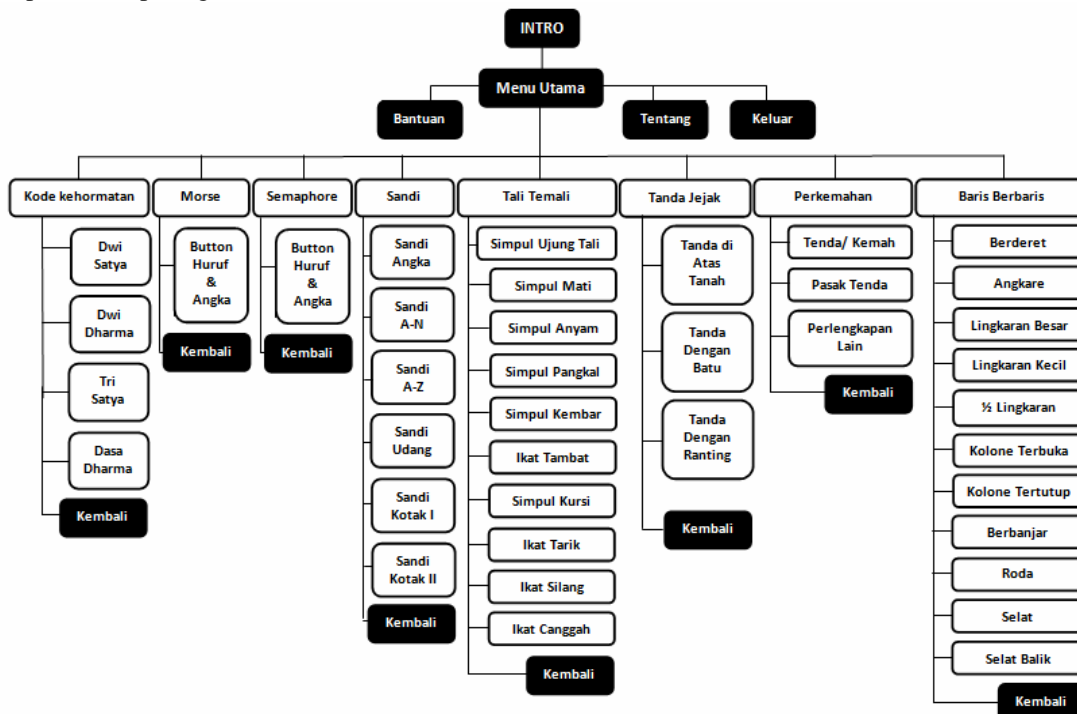 INTRO
Menu Utama
Bantuan
Tentang
Keluar
Kode kehormatan
Dwi
Satya
Dwi
Dharma
Tri
Satya
Dasa
Dharma
Kembali
Morse
Button
Huruf
&
Angka
Kembali
Semaphore
Button
Huruf
&
Angka
Kembali
Sandi
Sandi
Angka
Sandi
A-N
Sandi
A-Z
Sandi
Udang
Sandi
Kotak I
Sandi
Kotak II
Kembali
Tali Temali
Simpul Ujung Tali
Simpul Mati
Simpul Anyam
Simpul Pangkal
Simpul Kembar
Ikat Tambat
Simpul Kursi
Ikat Tarik
Ikat Silang
Ikat Canggah
Kembali
Tanda Jejak
Tanda di
Atas
Tanah
Tanda
Dengan
Batu
Tanda
Dengan
Ranting
Kembali
Perkemahan
Tenda/ Kemah
Pasak Tenda
Perlengkapan
Lain
Kembali
Baris Berbaris
Berderet
Angkare
Lingkaran Besar
Lingkaran Kecil
½ Lingkaran
Kolone Terbuka
Kolone Tertutup
Berbanjar
Roda
Selat
Selat Balik
Kembali